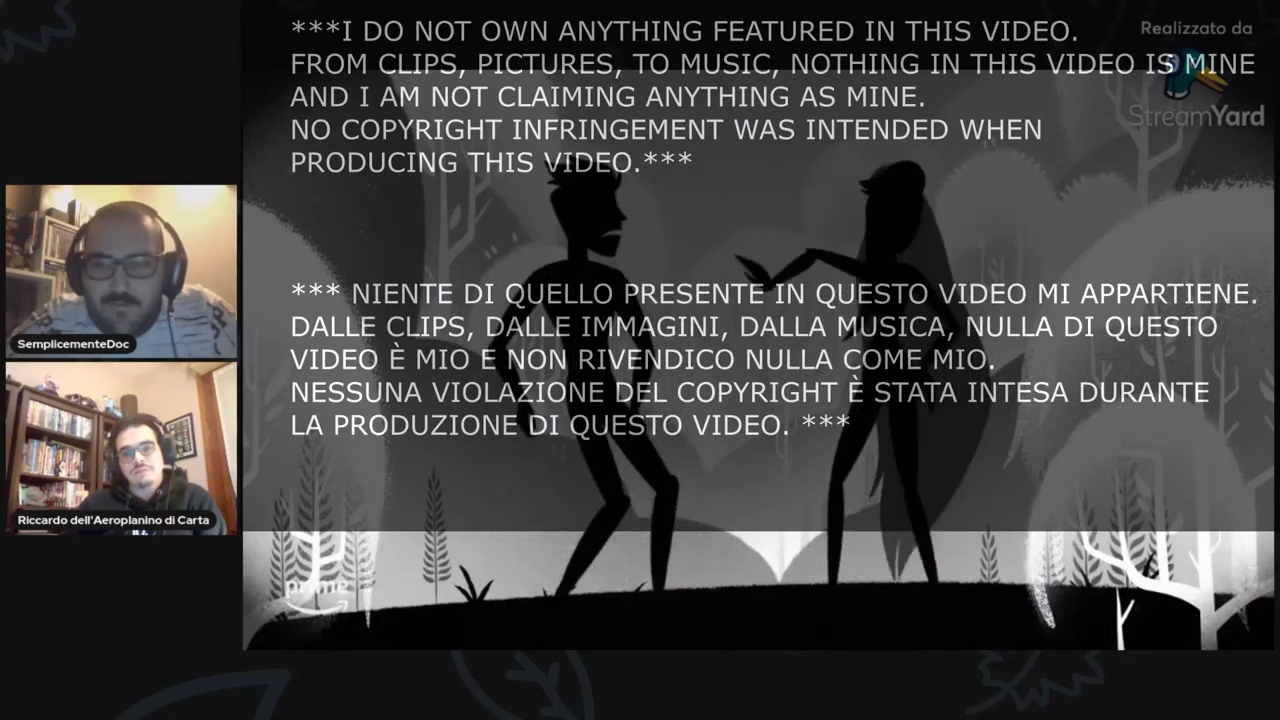 ***I DO NOT OWN ANYTHING FEATURED IN THIS VIDEO.
FROM CLIPS, PICTURES, TO MUSIC, NOTHING IN THIS VIDEO IS MINE
AND I AM NOT CLAIMING ANYTHING AS MINE.
NO COPYRIGHT INFRINGEMENT WAS INTENDED WHEN
PRODUCING THIS VIDEO.***
Realizzato da
StreamYard
*** NIENTE DI QUELLO PRESENTE IN QUESTO VIDEO MI APPARTIENE.
DALLE CLIPS, DALLE IMMAGINI, DALLA MUSICA, NULLA DI QUESTO
VIDEO È MIO E NON RIVENDICO NULLA COME MIO.
NESSUNA VIOLAZIONE DEL COPYRIGHT È STATA INTESA DURANTE
LA PRODUZIONE DI QUESTO VIDEO. ***
SemplicementeDoc
Riccardo dell'Aeroplanino di Carta
prime